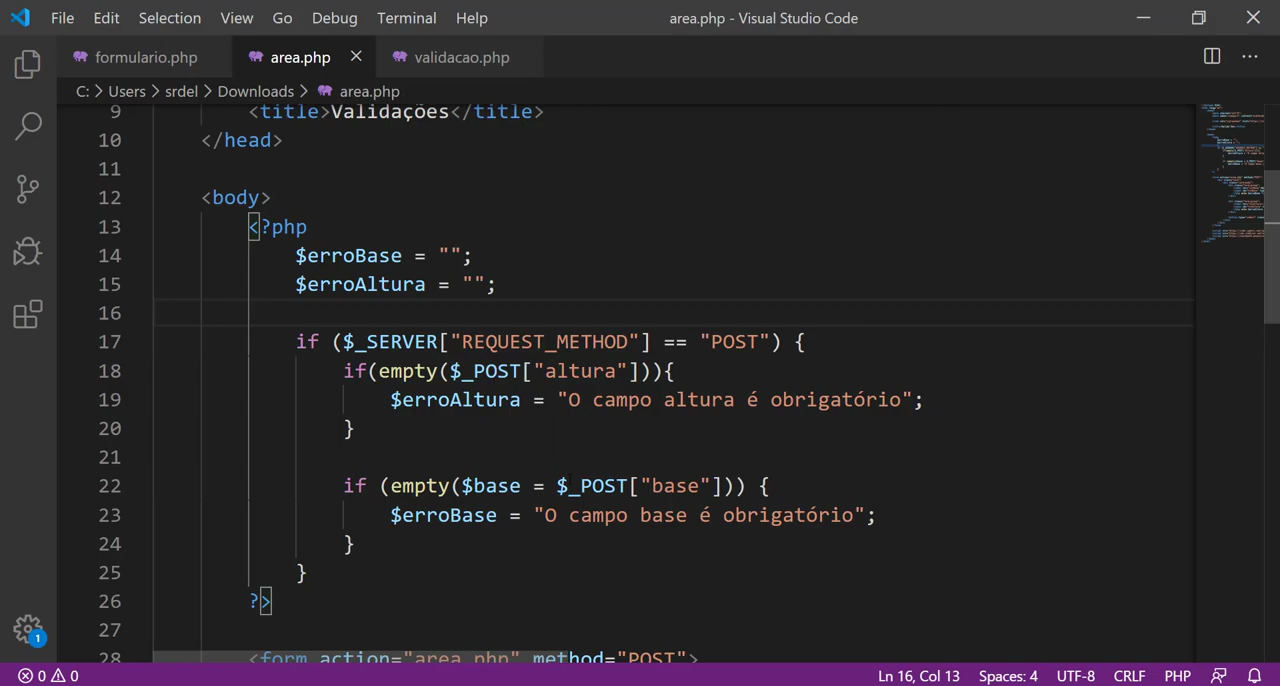 File Edit Selection View Go Debug Terminal Help area.php - Visual Studio Code
formulario.php area.php validacao.php
C: > Users > srdel > Downloads > area.php
9 <title>Validações</title>
10 </head>
11
12 <body>
13 <?php
14 $erroBase = "";
15 $erroAltura = "";
16
17 if ($_SERVER["REQUEST_METHOD"] == "POST") {
18 if(empty($_POST["altura"])){
19 $erroAltura = "O campo altura é obrigatório";
20 }
21
22 if (empty($base = $_POST["base"])) {
23 $erroBase = "O campo base é obrigatório";
24 }
25 }
26 ?>
27
28 <form action="area.php" method="POST">
1
0 0 Ln 16, Col 13 Spaces: 4 UTF-8 CRLF PHP